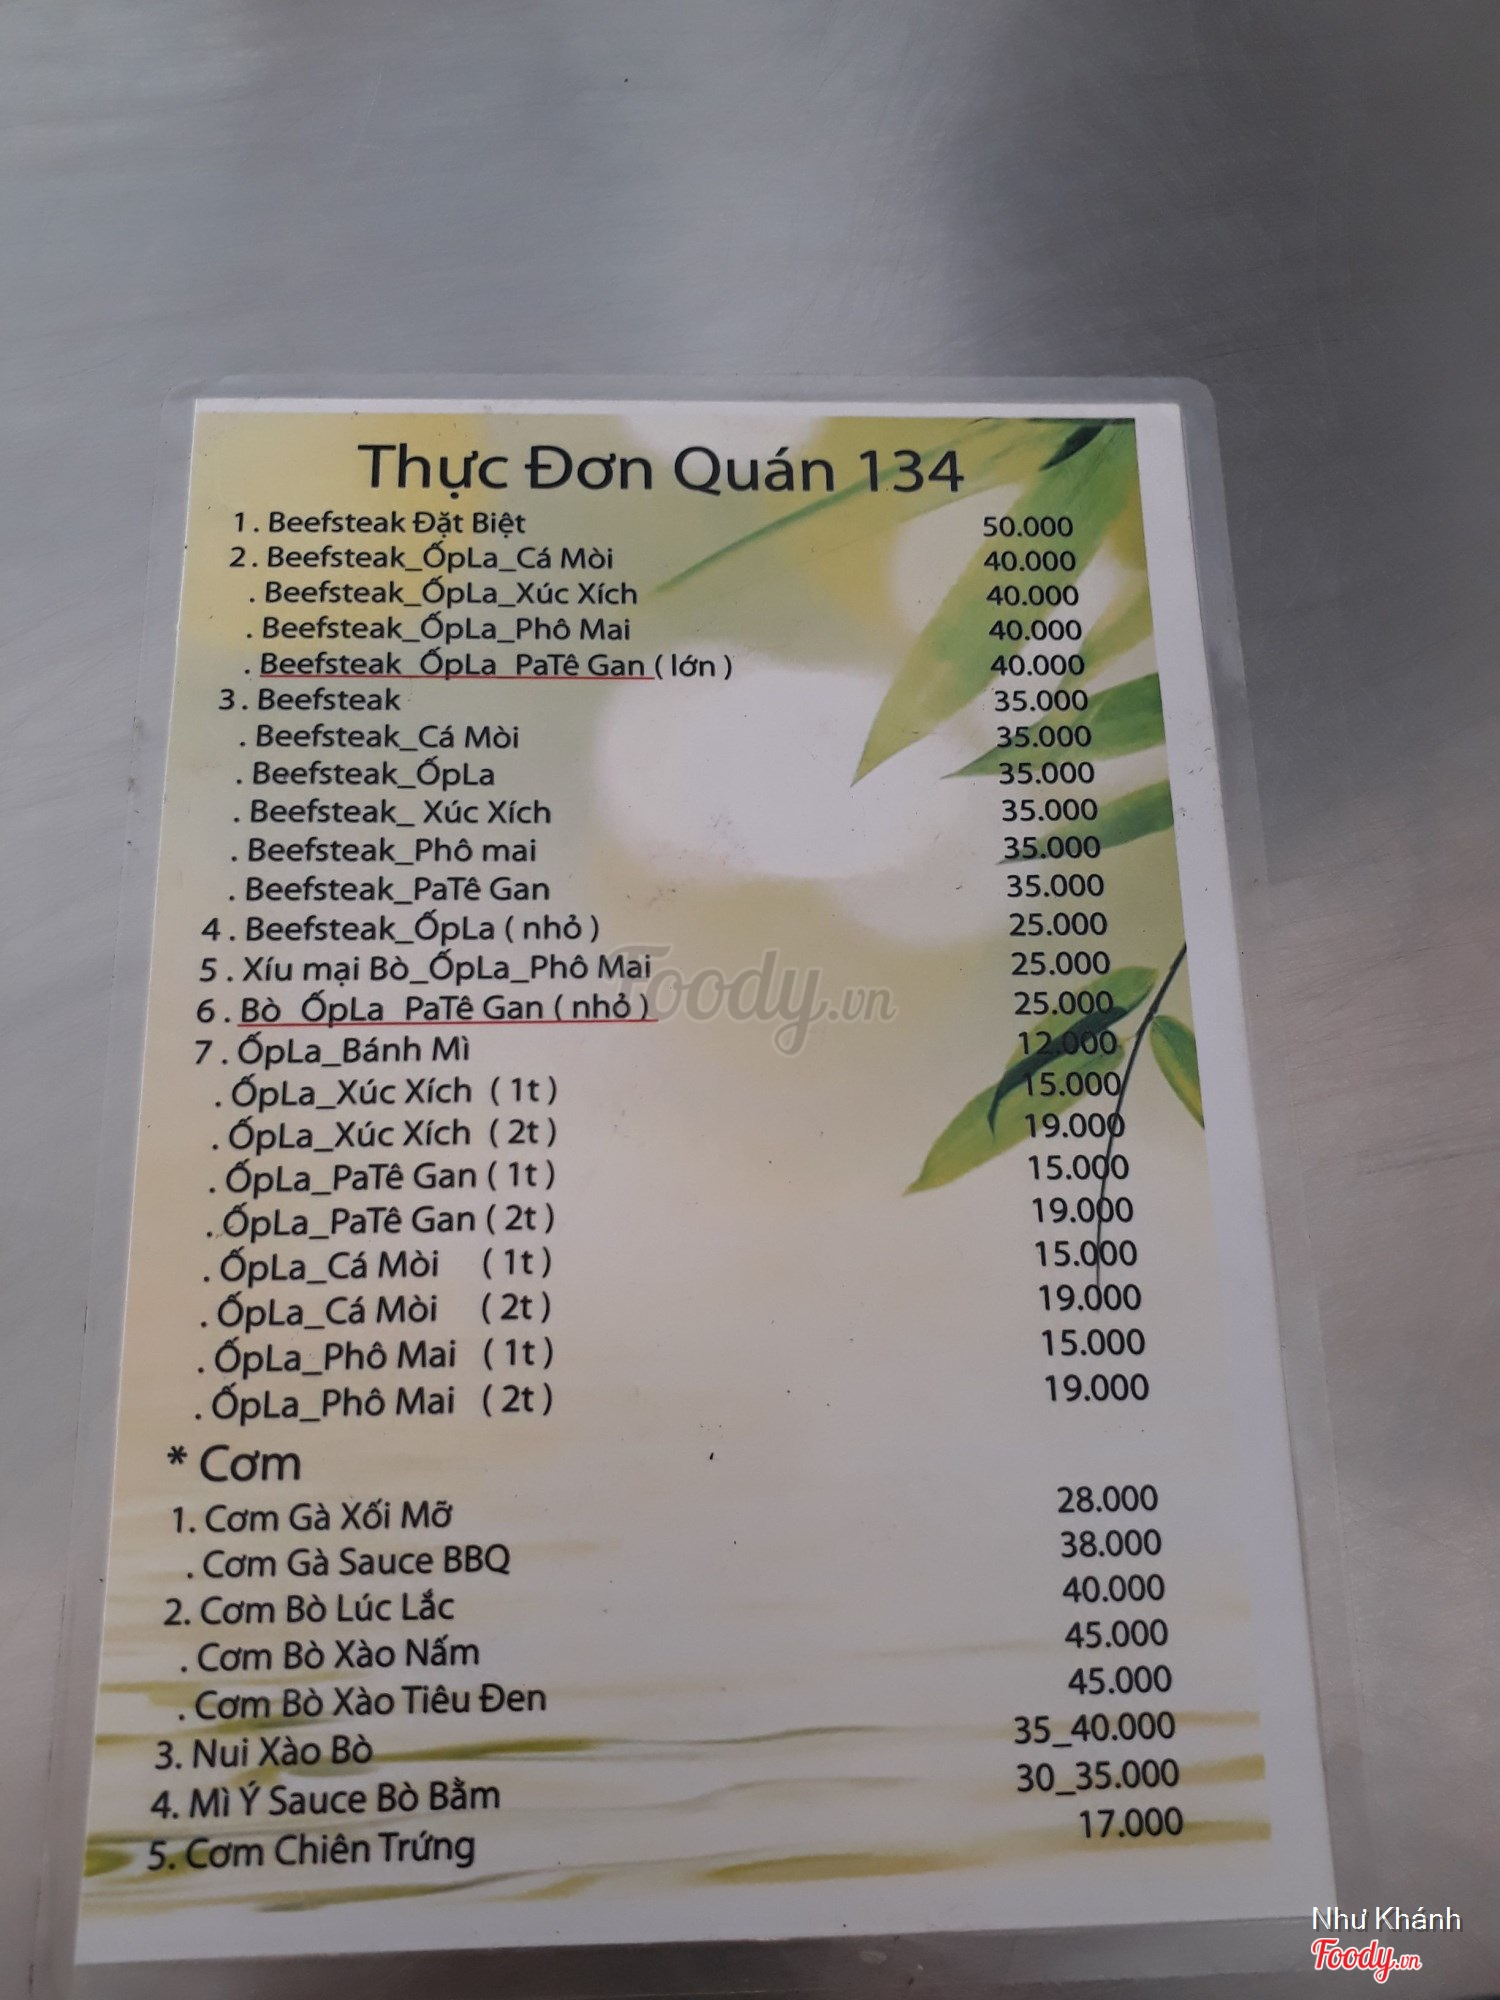 Thực Đơn Quán 134
1 . Beefsteak Đặt Biệt 50.000
2 . Beefsteak_ỐpLa_Cá Mòi 40.000
. Beefsteak_ỐpLa_Xúc Xích 40.000
. Beefsteak_ỐpLa_Phô Mai 40.000
. Beefsteak_ỐpLa_PaTê Gan ( lớn ) 40.000
3 . Beefsteak 35.000
. Beefsteak_Cá Mòi 35.000
. Beefsteak_ỐpLa 35.000
. Beefsteak_ Xúc Xích 35.000
. Beefsteak_Phô mai 35.000
. Beefsteak_PaTê Gan 35.000
4 . Beefsteak_ỐpLa ( nhỏ ) 25.000
5 . Xíu mại Bò_ỐpLa_Phô Mai 25.000
6 . Bò_ỐpLa_PaTê Gan ( nhỏ ) 25.000
7 . ỐpLa_Bánh Mì 12.000
. ỐpLa_Xúc Xích ( 1t ) 15.000
. ỐpLa_Xúc Xích ( 2t ) 19.000
. ỐpLa_PaTê Gan ( 1t ) 15.000
. ỐpLa_PaTê Gan ( 2t ) 19.000
. ỐpLa_Cá Mòi ( 1t ) 15.000
. ỐpLa_Cá Mòi ( 2t ) 19.000
. ỐpLa_Phô Mai ( 1t ) 15.000
. ỐpLa_Phô Mai ( 2t ) 19.000
* Cơm
1. Cơm Gà Xối Mỡ 28.000
. Cơm Gà Sauce BBQ 38.000
2. Cơm Bò Lúc Lắc 40.000
. Cơm Bò Xào Nấm 45.000
. Cơm Bò Xào Tiêu Đen 45.000
3. Nui Xào Bò 35_40.000
4. Mì Ý Sauce Bò Bằm 30_35.000
5. Cơm Chiên Trứng 17.000
Foody.vn
Như Khánh
Foody.vn